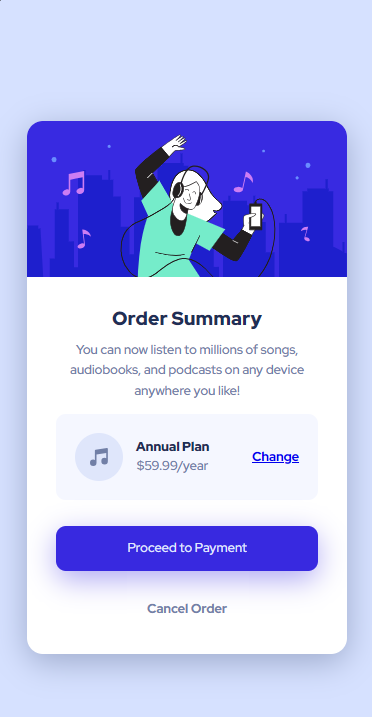 Order Summary
You can now listen to millions of songs,
audiobooks, and podcasts on any device
anywhere you like!
Annual Plan
$59.99/year
Change
Proceed to Payment
Cancel Order